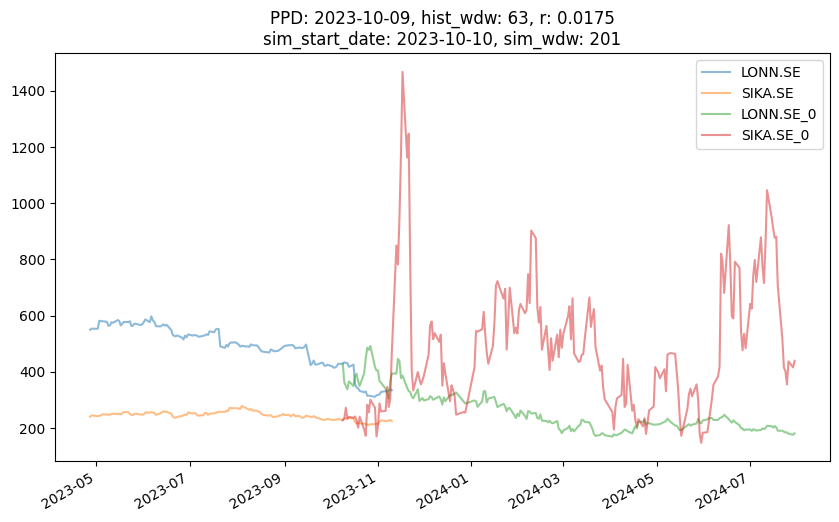 PPD: 2023-10-09, hist_wdw: 63, r: 0.0175
sim_start_date: 2023-10-10, sim_wdw: 201
LONN.SE
SIKA.SE
LONN.SE_0
SIKA.SE_0
1400
1200
1000
800
600
400
200
2023-05
2023-07
2023-09
2023-11
2024-01
2024-03
2024-05
2024-07